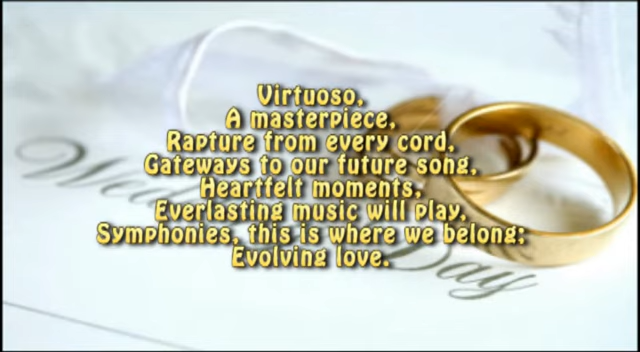 Virtuoso,
A masterpiece,
Rapture from every cord,
Gateways to our future song,
Heartfelt moments,
Everlasting music will play,
Symphonies, this is where we belong;
Evolving love.
Day